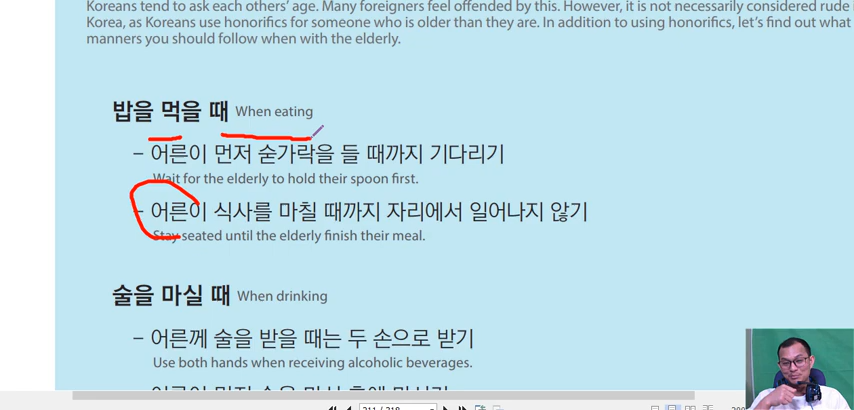 Koreans tend to ask each others' age. Many foreigners feel offended by this. However, it is not necessarily considered rude
Korea, as Koreans use honorifics for someone who is older than they are. In addition to using honorifics, let's find out what
manners you should follow when with the elderly.
밥을 먹을 때 When eating
– 어른이 먼저 숟가락을 들 때까지 기다리기
Wait for the elderly to hold their spoon first.
– 어른이 식사를 마칠 때까지 자리에서 일어나지 않기
Stay seated until the elderly finish their meal.
술을 마실 때 When drinking
– 어른께 술을 받을 때는 두 손으로 받기
Use both hands when receiving alcoholic beverages.
211 / 218